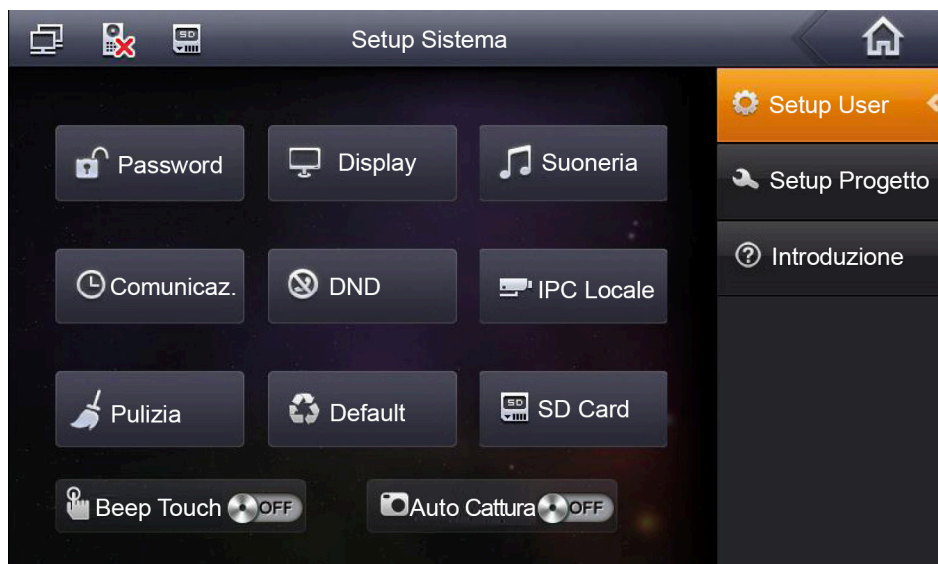 SD
Setup Sistema
Setup User
Password
Display
Suoneria
Setup Progetto
Introduzione
Comunicaz.
DND
IPC Locale
Pulizia
Default
SD
SD Card
Beep Touch OFF
Auto Cattura OFF